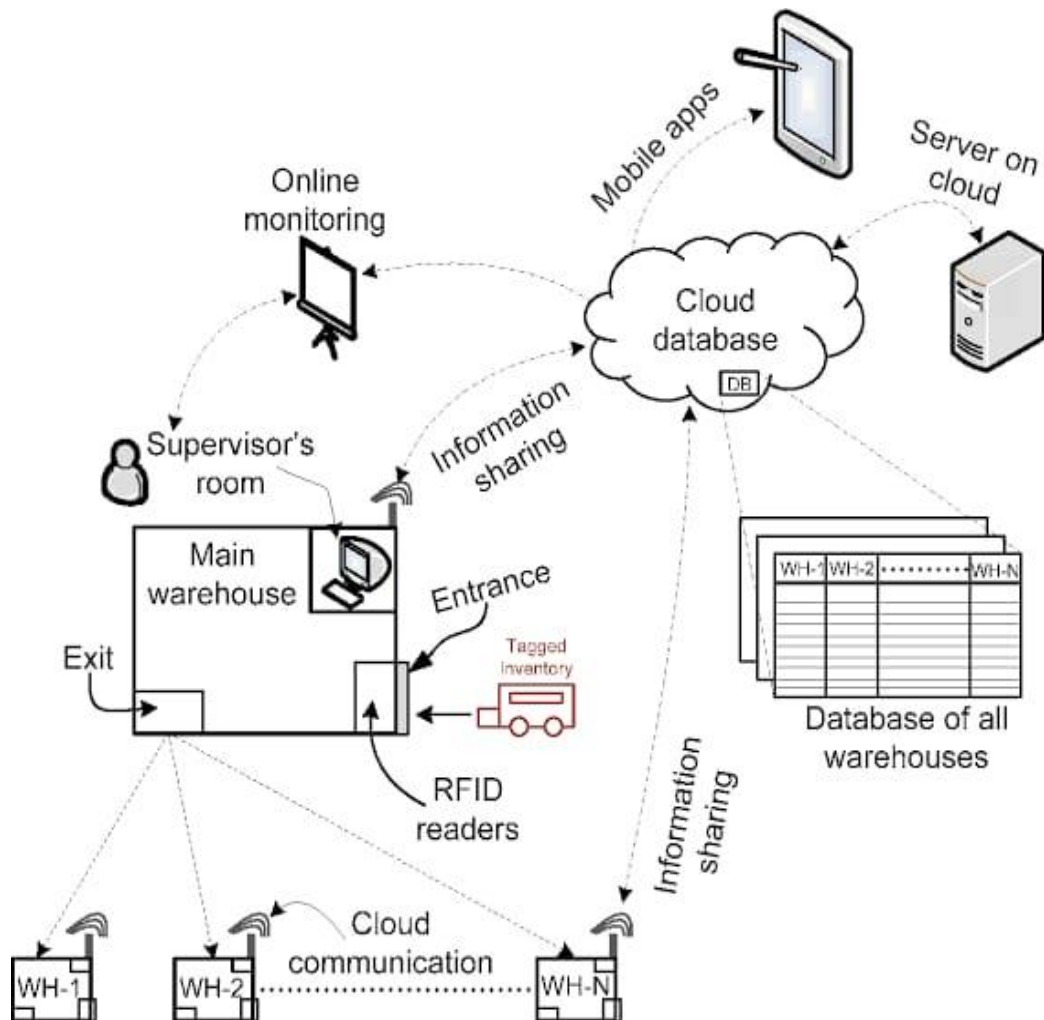 Mobile apps
Server on
cloud
Online
monitoring
Cloud
database
DB
Information
sharing
Supervisor's
room
Main
warehouse
Entrance
Tagged
Inventory
Exit
RFID
readers
WH-1 WH-2 WH-N
Database of all
warehouses
Information
sharing
Cloud
communication
WH-1
WH-2
WH-N